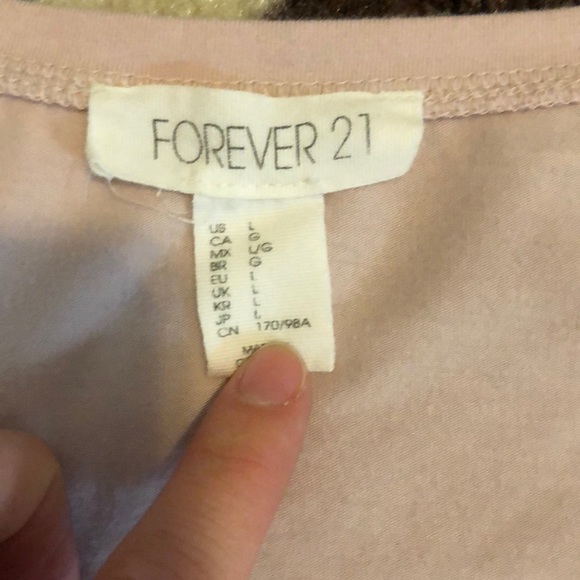 FOREVER 21
US L
CA G
MX L/G
BR G
EU L
UK L
KR L
JP L
CN 170/98A